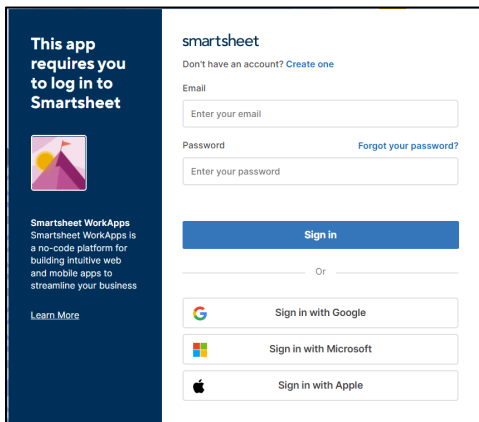 This app
requires you
to log in to
Smartsheet
Smartsheet WorkApps
Smartsheet WorkApps is
a no-code platform for
building intuitive web
and mobile apps to
streamline your business
Learn More
smartsheet
Don't have an account? Create one
Email
Enter your email
Password Forgot your password?
Enter your password
Sign in
Or
Sign in with Google
Sign in with Microsoft
Sign in with Apple